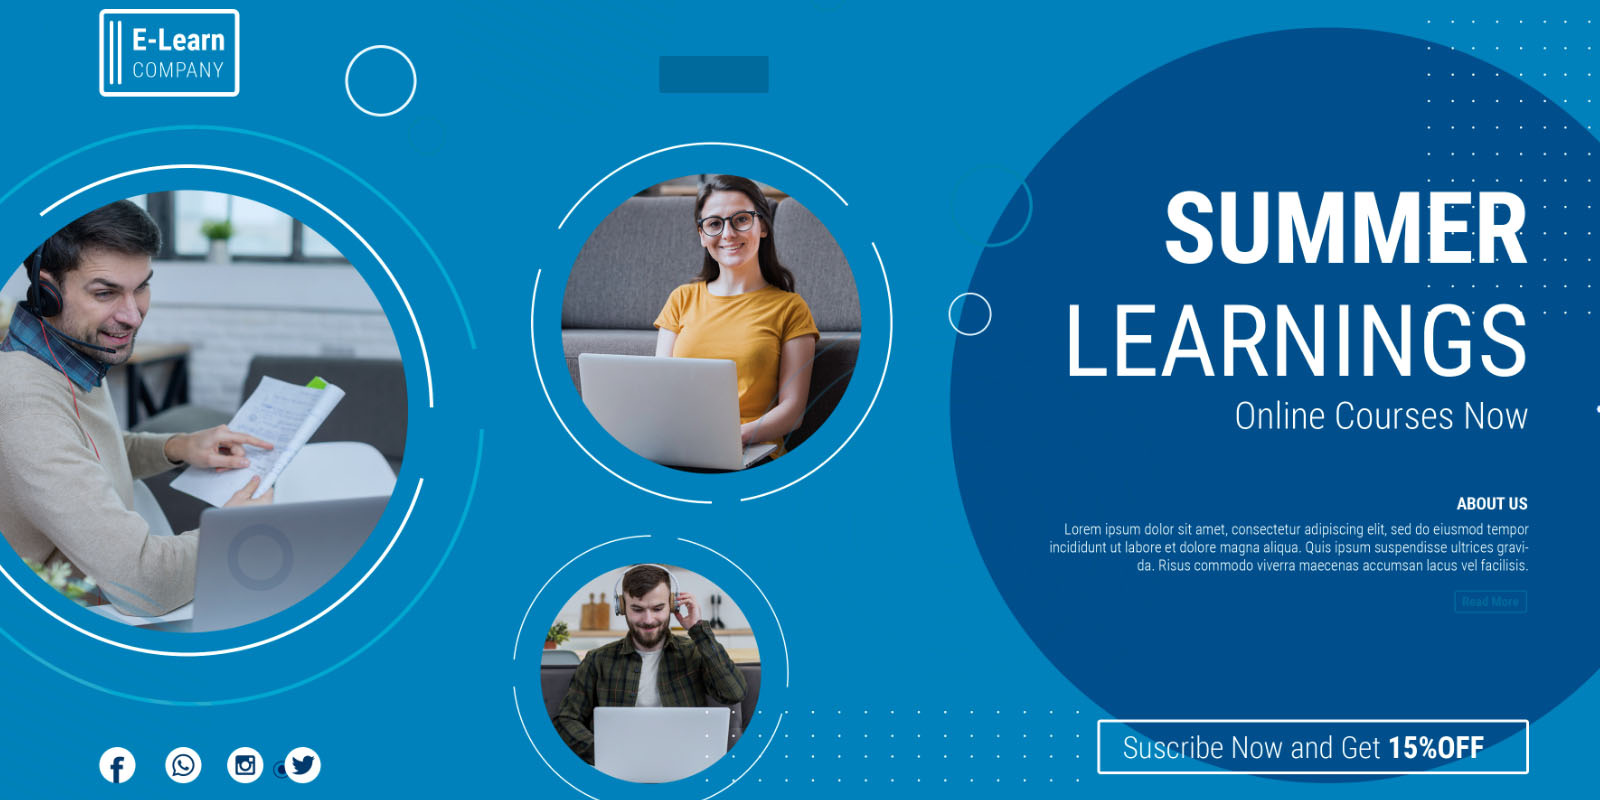 E-Learn
COMPANY
SUMMER
LEARNINGS
Online Courses Now
ABOUT US
Lorem ipsum dolor sit amet, consectetur adipiscing elit, sed do eiusmod tempor
incididunt ut labore et dolore magna aliqua. Quis ipsum suspendisse ultrices gravi-
da. Risus commodo viverra maecenas accumsan lacus vel facilisis.
Read More
Suscribe Now and Get 15%OFF